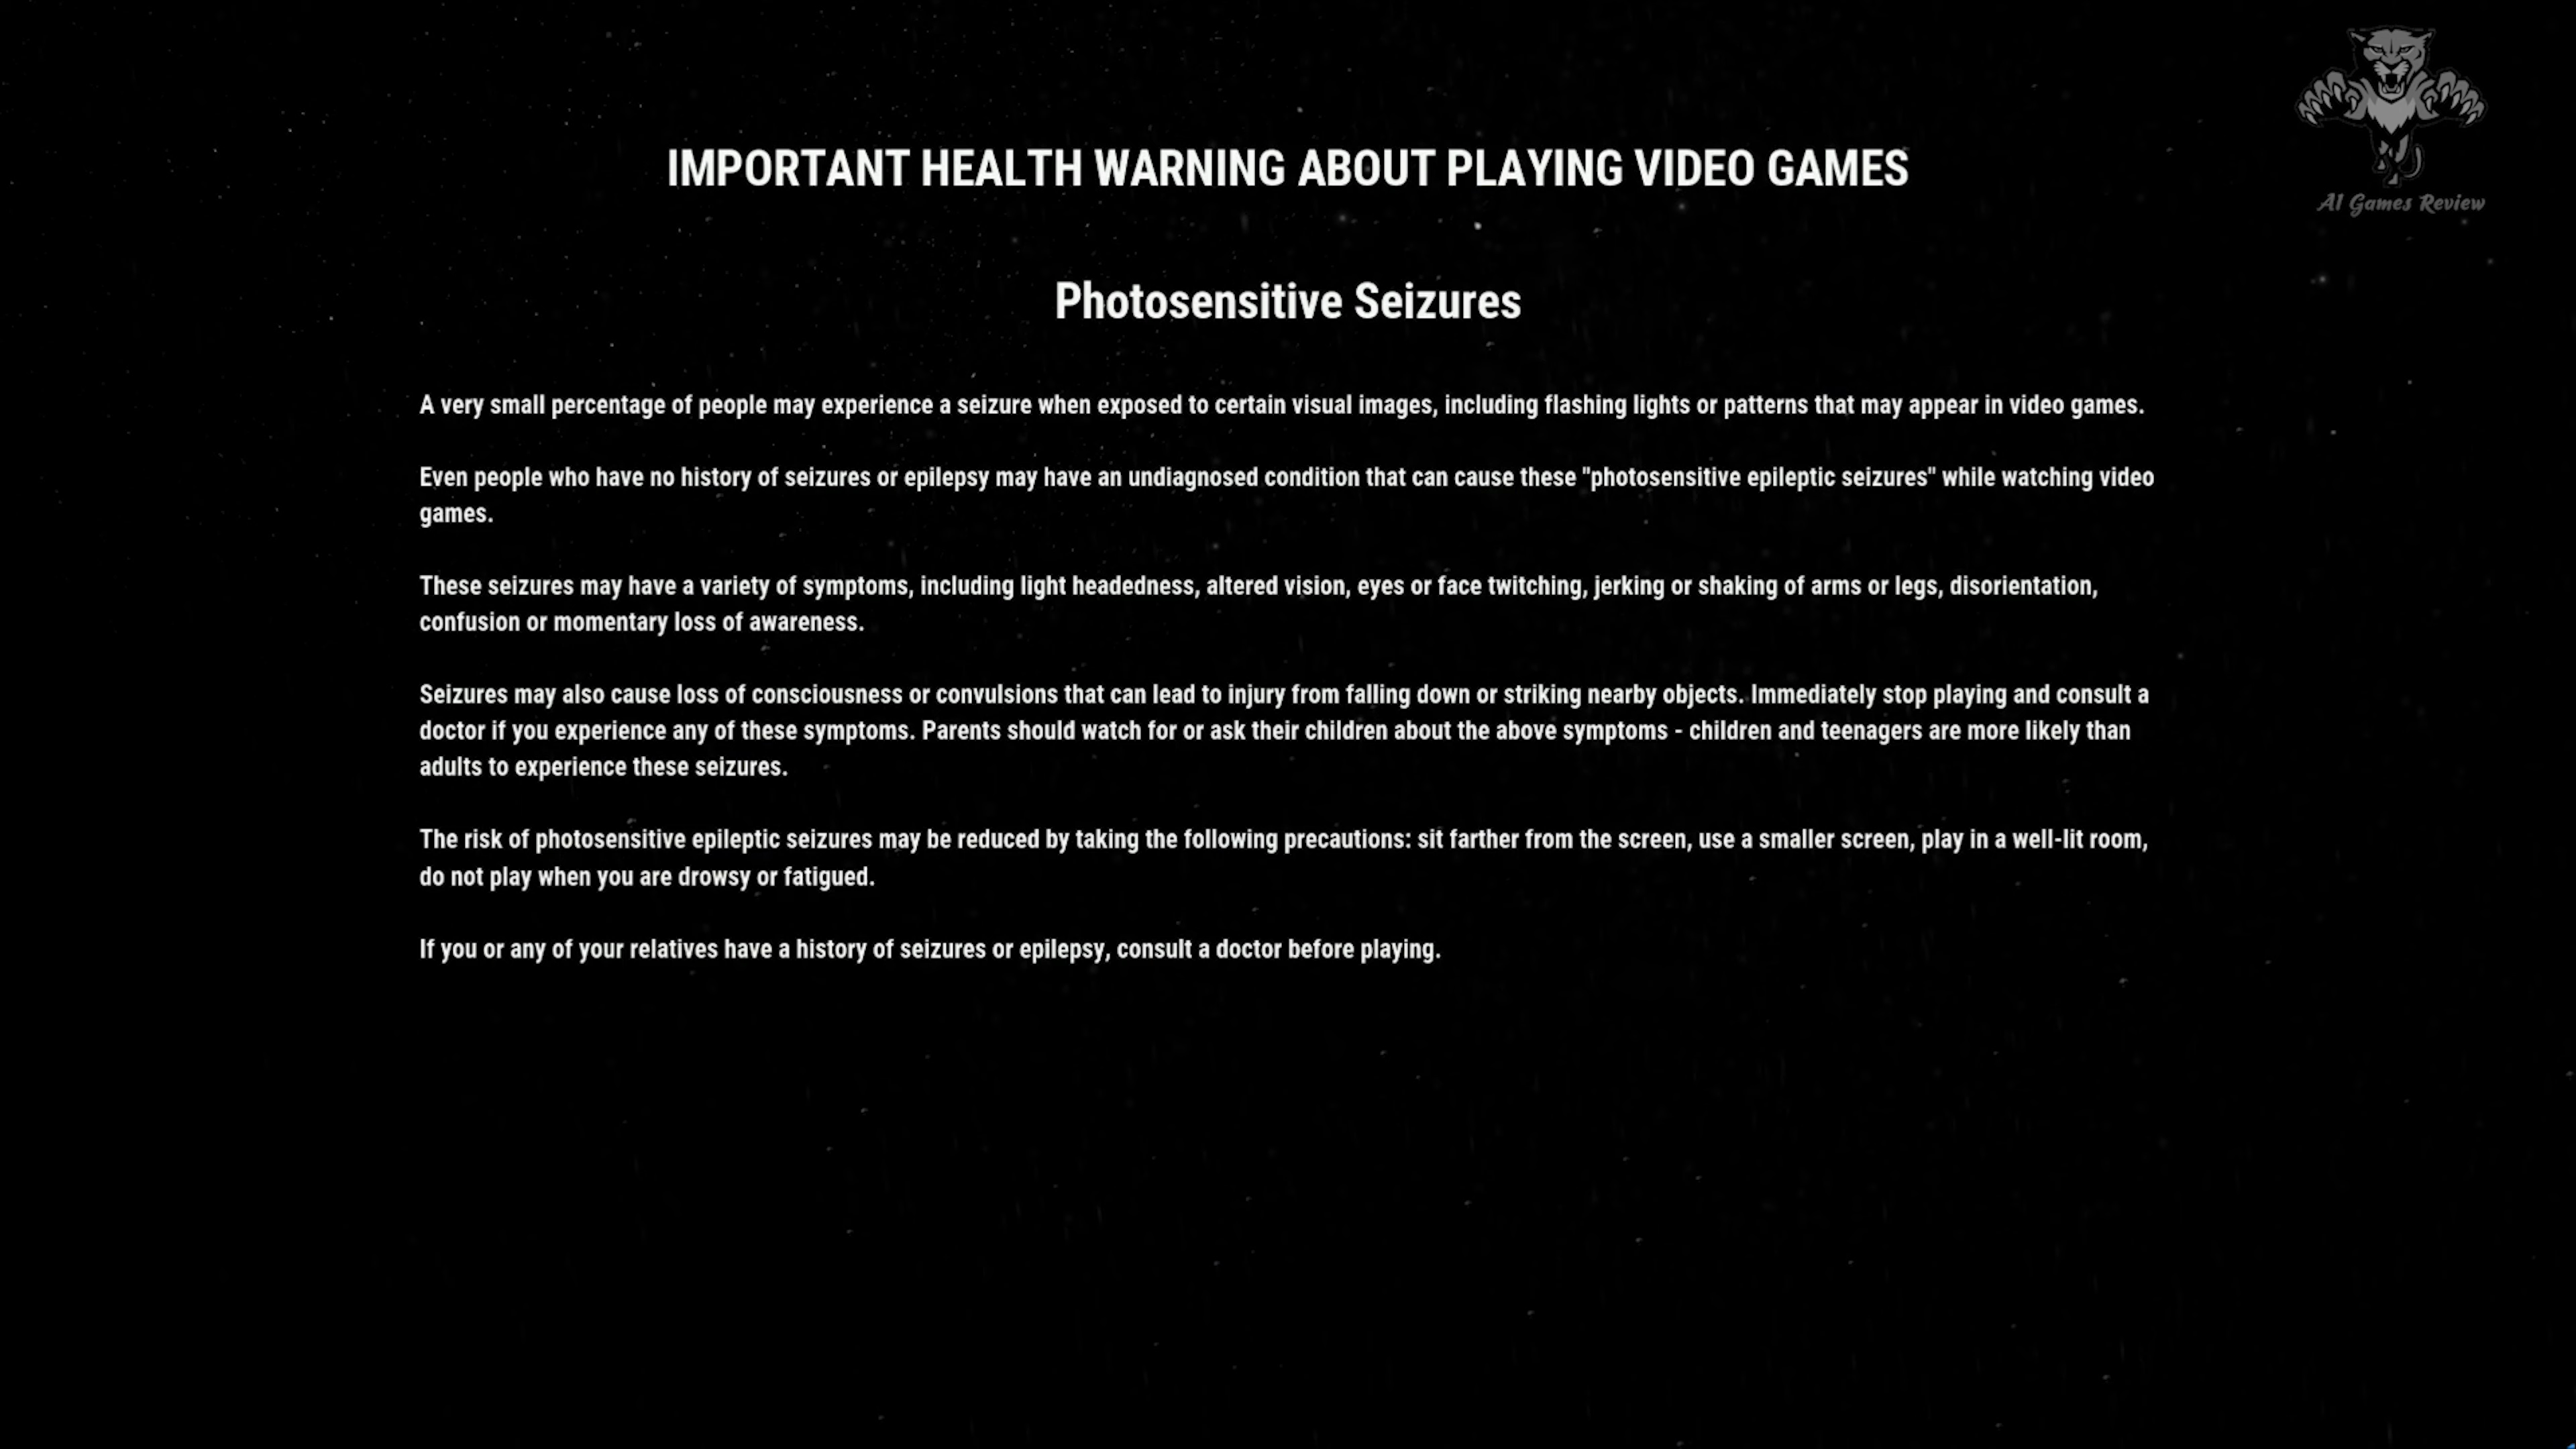 AI Games Review
IMPORTANT HEALTH WARNING ABOUT PLAYING VIDEO GAMES
Photosensitive Seizures
A very small percentage of people may experience a seizure when exposed to certain visual images, including flashing lights or patterns that may appear in video games.
Even people who have no history of seizures or epilepsy may have an undiagnosed condition that can cause these "photosensitive epileptic seizures" while watching video
games.
These seizures may have a variety of symptoms, including light headedness, altered vision, eyes or face twitching, jerking or shaking of arms or legs, disorientation,
confusion or momentary loss of awareness.
Seizures may also cause loss of consciousness or convulsions that can lead to injury from falling down or striking nearby objects. Immediately stop playing and consult a
doctor if you experience any of these symptoms. Parents should watch for or ask their children about the above symptoms - children and teenagers are more likely than
adults to experience these seizures.
The risk of photosensitive epileptic seizures may be reduced by taking the following precautions: sit farther from the screen, use a smaller screen, play in a well-lit room,
do not play when you are drowsy or fatigued.
If you or any of your relatives have a history of seizures or epilepsy, consult a doctor before playing.